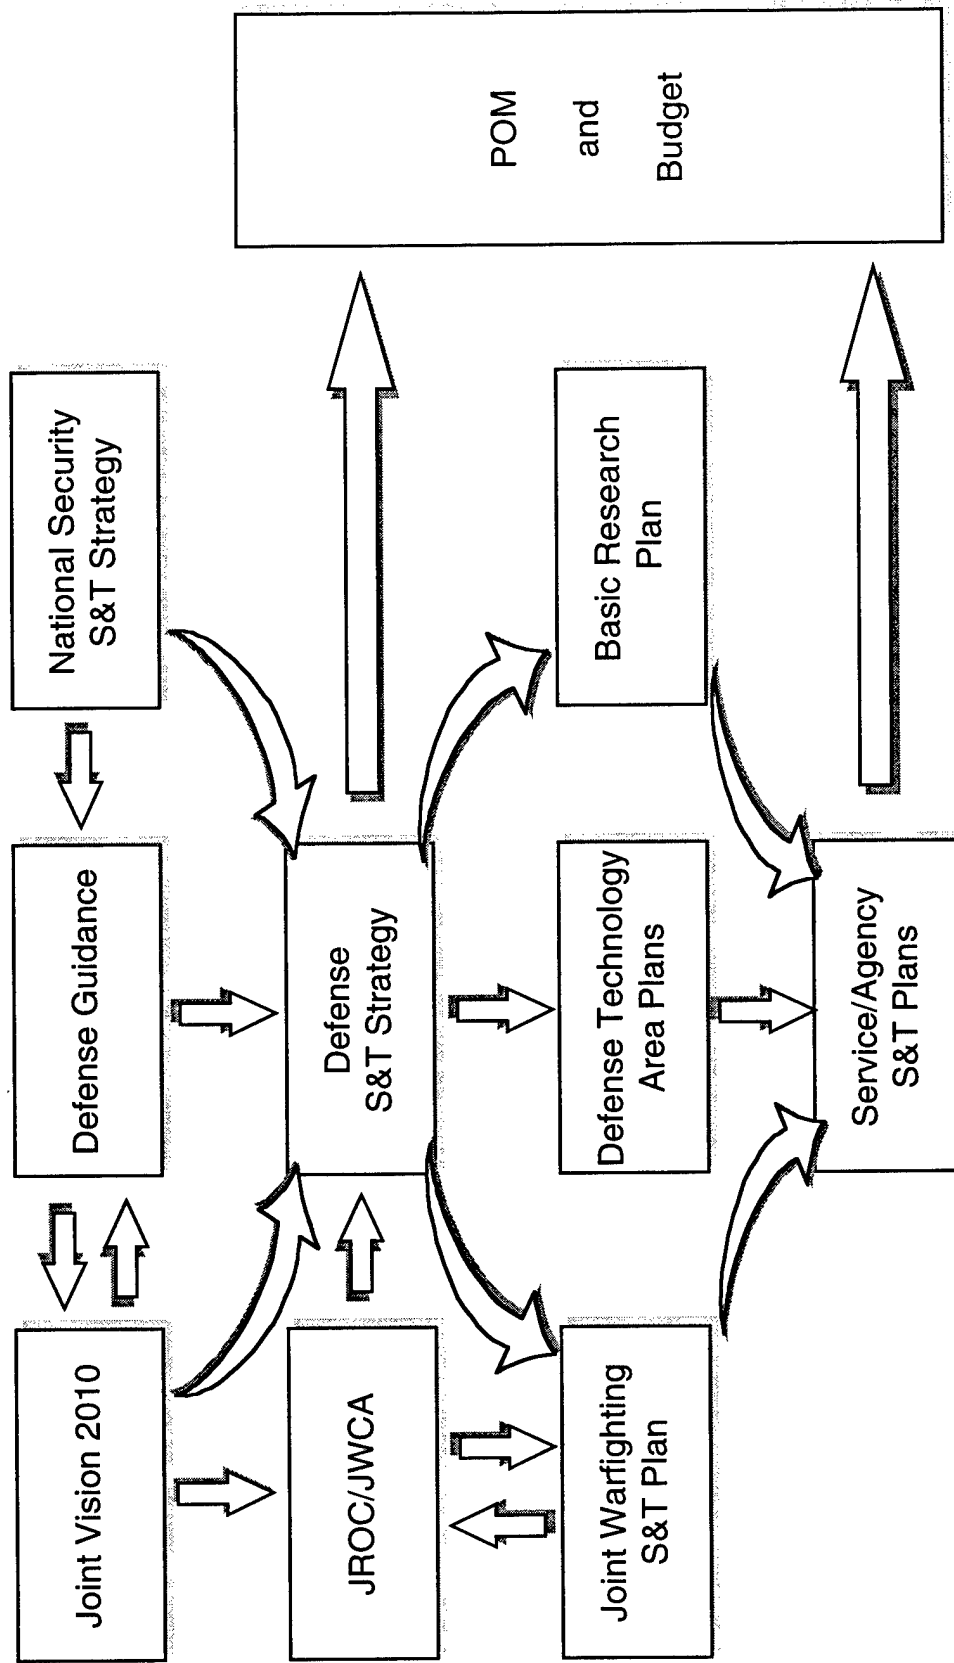 Joint Vision 2010
Defense Guidance
National Security
S&T Strategy
JROC/JWCA
Defense
S&T Strategy
POM
and
Budget
Joint Warfighting
S&T Plan
Defense Technology
Area Plans
Basic Research
Plan
Service/Agency
S&T Plans